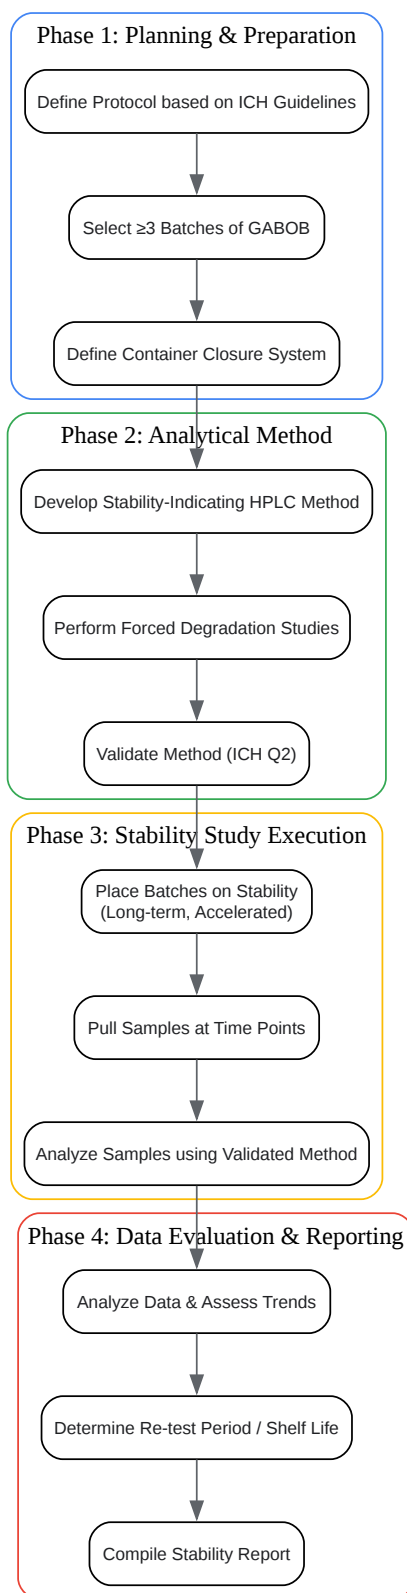 Phase 1: Planning & Preparation
Define Protocol based on ICH Guidelines
Select ≥3 Batches of GABOB
Define Container Closure System
Phase 2: Analytical Method
Develop Stability-Indicating HPLC Method
Perform Forced Degradation Studies
Validate Method (ICH Q2)
Phase 3: Stability Study Execution
Place Batches on Stability
(Long-term, Accelerated)
Pull Samples at Time Points
Analyze Samples using Validated Method
Phase 4: Data Evaluation & Reporting
Analyze Data & Assess Trends
Determine Re-test Period / Shelf Life
Compile Stability Report